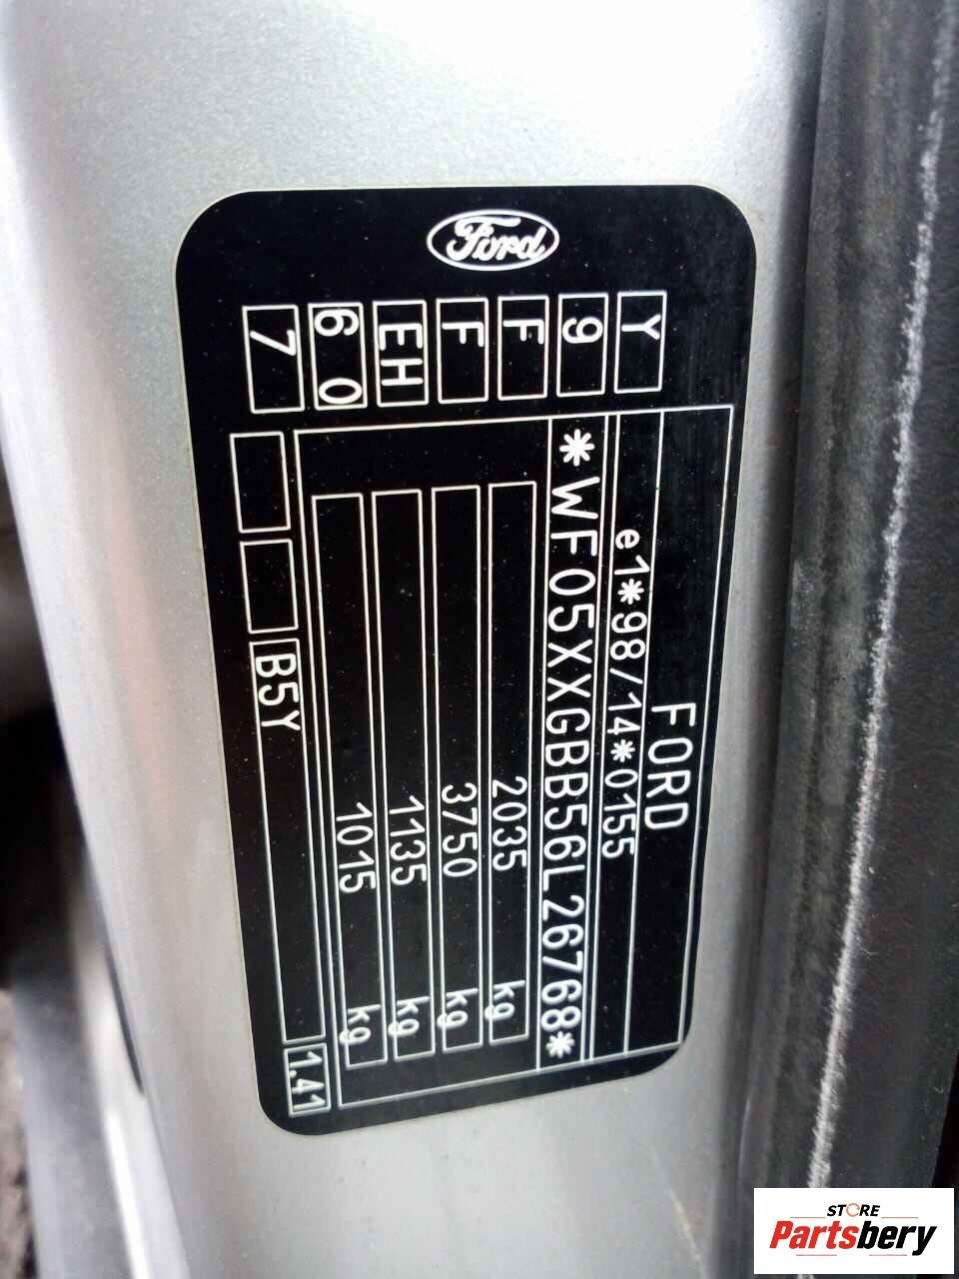 Ford
FORD
e1*98/14*0155
*WF05XXGBB56L26768*
2035 kg
3750 kg
1135 kg
1015 kg
Y
9
F
F
EH
6 0
7
B5Y
1.41
STORE
Partsbery